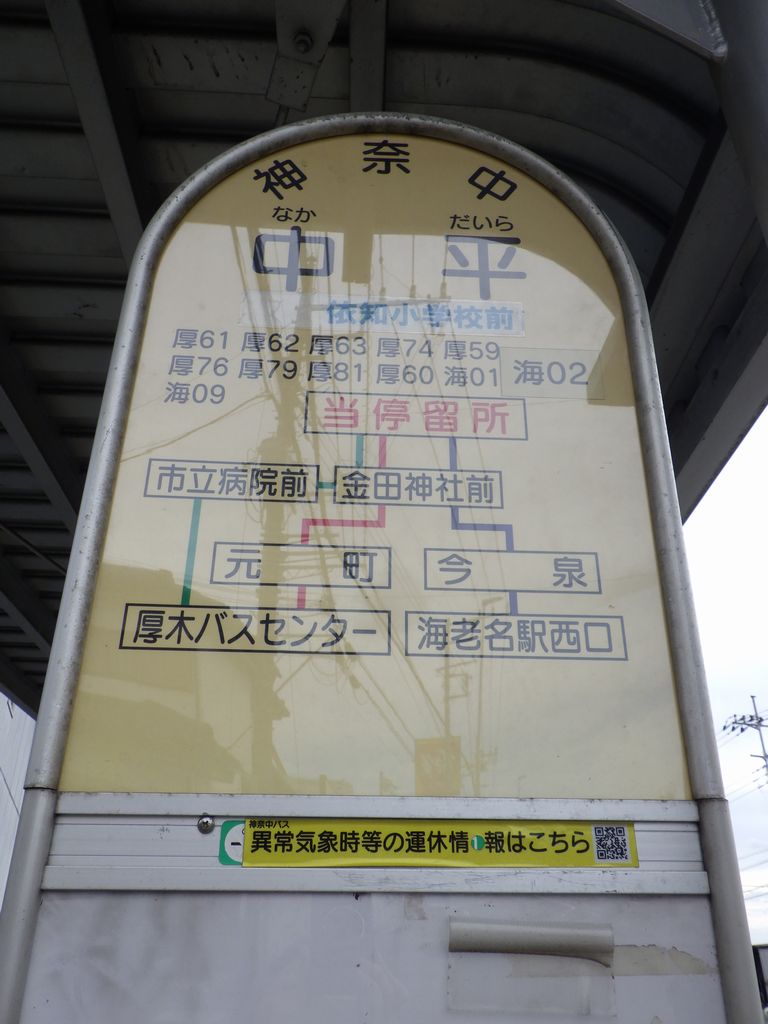 神奈中
なか だいら
中平
依知小学校前
厚61 厚62 厚63 厚74 厚59
厚76 厚79 厚81 厚60 海01 海02
海09
当停留所
市立病院前 金田神社前
元町 今泉
厚木バスセンター 海老名駅西口
神奈中バス
異常気象時等の運休情報はこちら